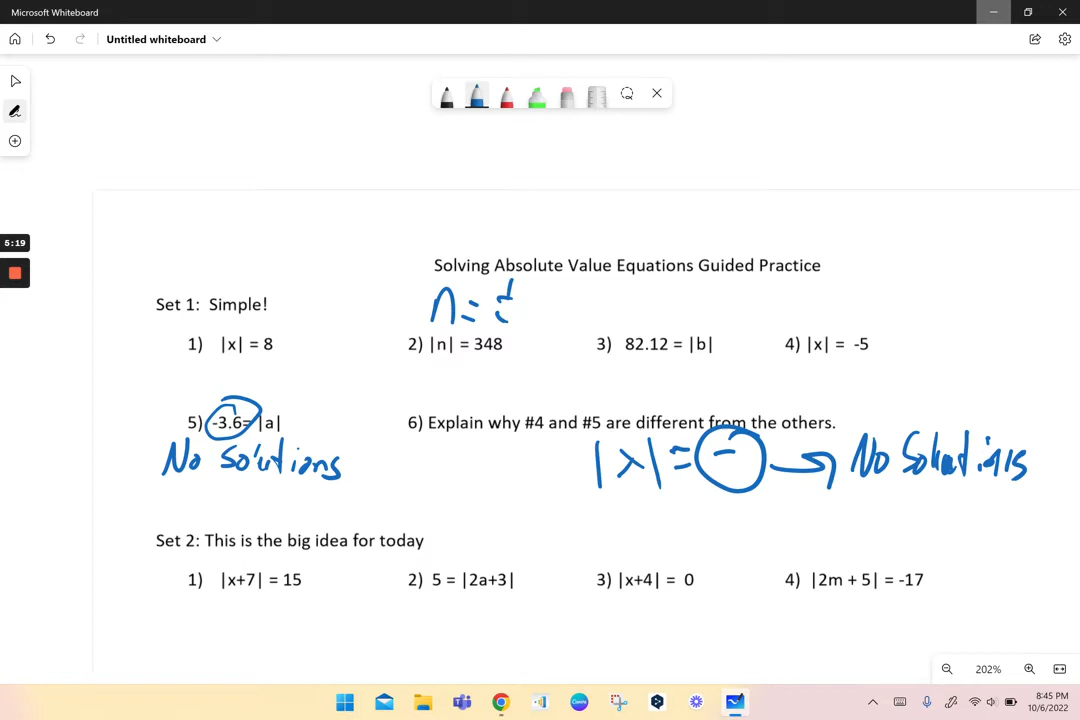 Microsoft Whiteboard
Untitled whiteboard
5:19
Solving Absolute Value Equations Guided Practice
Set 1: Simple!
n = ±
1) |x| = 8
2) |n| = 348
3) 82.12 = |b|
4) |x| = -5
5) -3.6= |a|
6) Explain why #4 and #5 are different from the others.
No solutions
|x| = - → No Solutions
Set 2: This is the big idea for today
1) |x+7| = 15
2) 5 = |2a+3|
3) |x+4| = 0
4) |2m + 5| = -17
202%
8:45 PM
10/6/2022